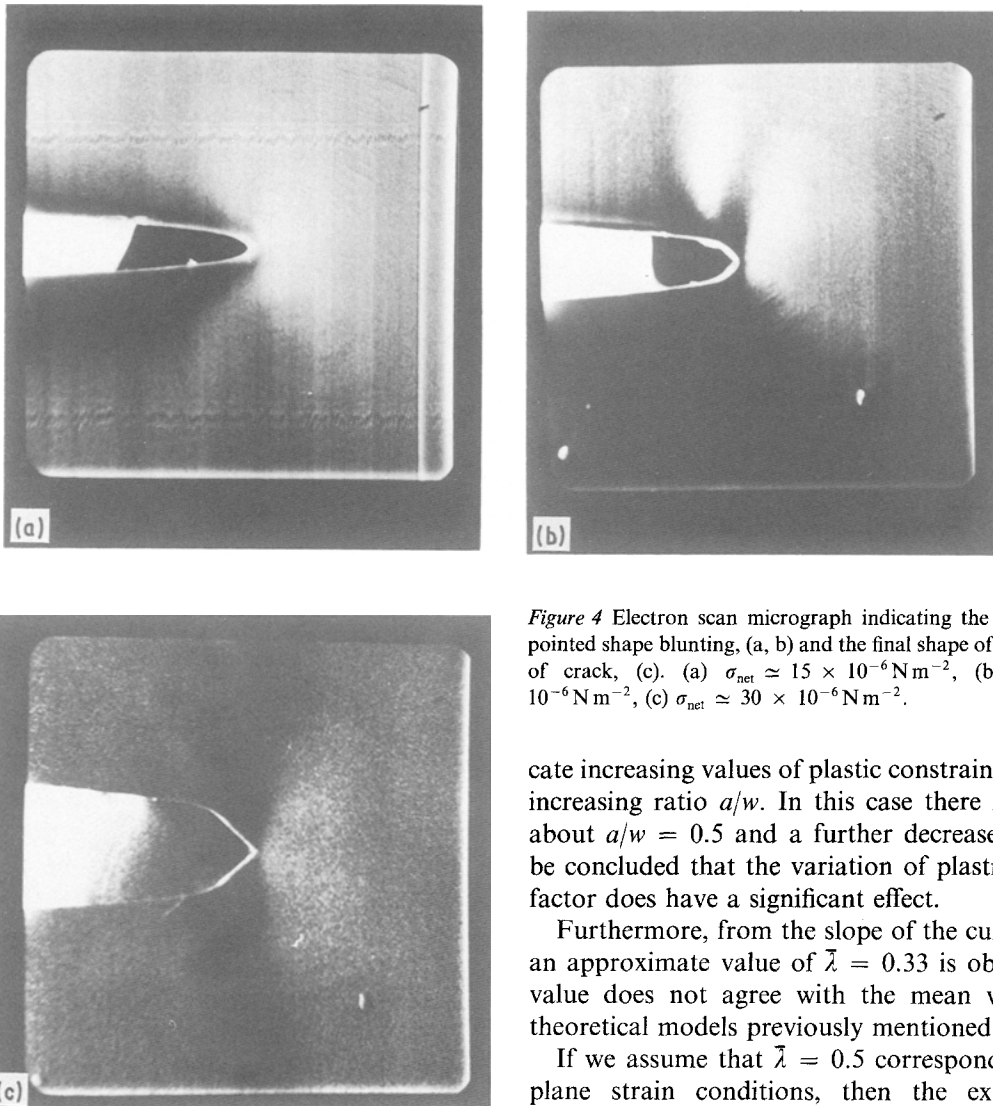 (a)
(b)
Figure 4 Electron scan micrograph indicating the
pointed shape blunting, (a, b) and the final shape of
of crack, (c). (a) σnet ≃ 15 × 10−6 N m−2, (b)
10−6 N m−2, (c) σnet ≃ 30 × 10−6 N m−2.
(c)
cate increasing values of plastic constrain
increasing ratio a/w. In this case there
about a/w = 0.5 and a further decrease
be concluded that the variation of plast
factor does have a significant effect.
Furthermore, from the slope of the cu
an approximate value of λ̄ = 0.33 is ob
value does not agree with the mean v
theoretical models previously mentioned
If we assume that λ̄ = 0.5 correspond
plane strain conditions, then the ex